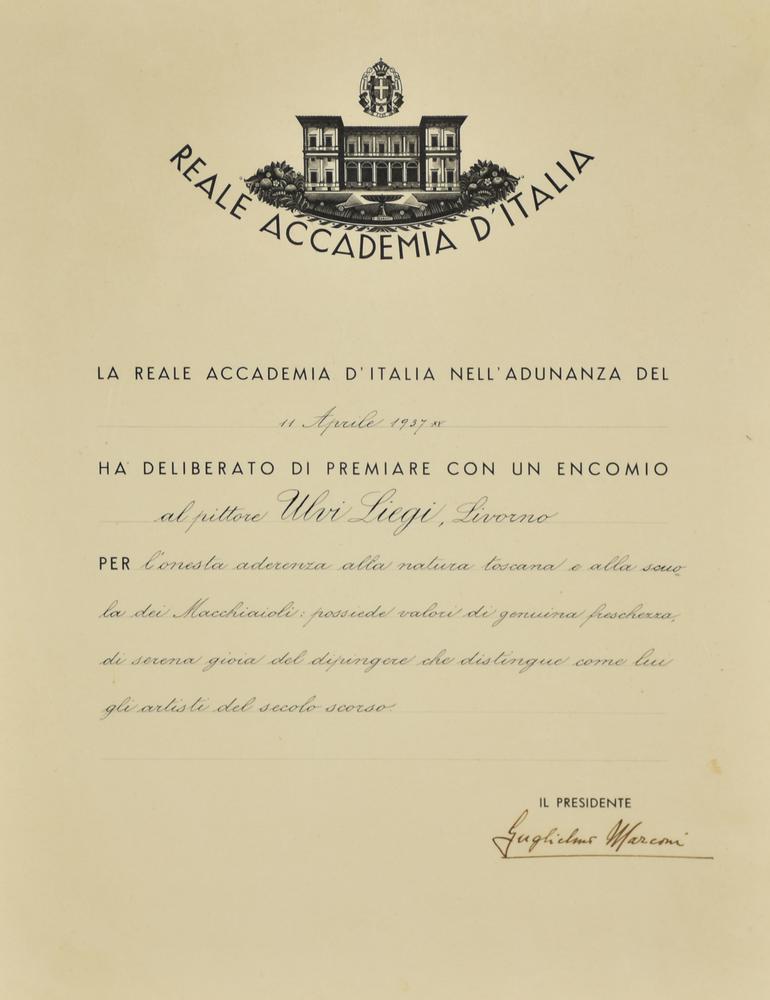 REALE ACCADEMIA D'ITALIA
LA REALE ACCADEMIA D'ITALIA NELL'ADUNANZA DEL
11 Aprile 1937 XV
HA DELIBERATO DI PREMIARE CON UN ENCOMIO
al pittore Ulvi Liegi, Livorno
PER l'onesta aderenza alla natura toscana e alla scuo-
la dei Macchiaioli: possiede valori di genuina freschezza,
di serena gioia del dipingere che distingue come lui
gli artisti del secolo scorso.
IL PRESIDENTE
Guglielmo Marconi